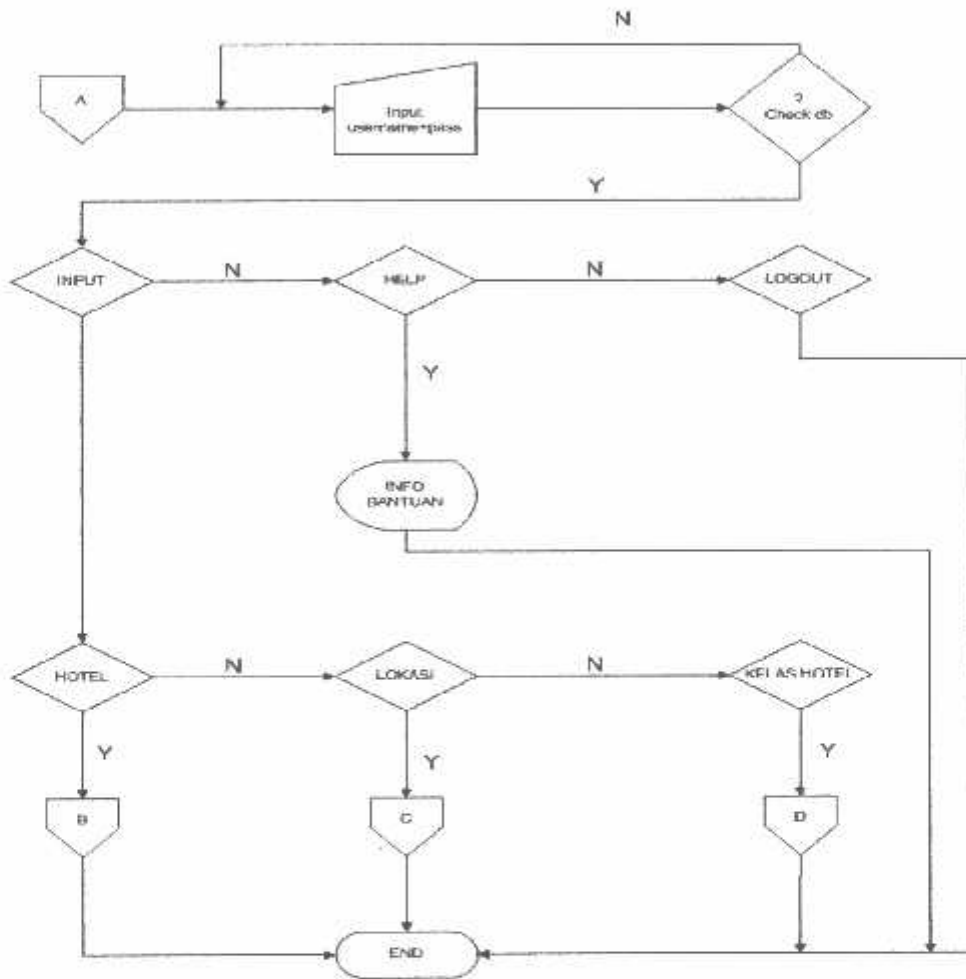 N
A
Input
username+pass
?
Check db
Y
INPUT
N
HELP
N
LOGOUT
Y
INFO
BANTUAN
HOTEL
N
LOKASI
N
KELAS HOTEL
Y
Y
Y
B
C
D
END